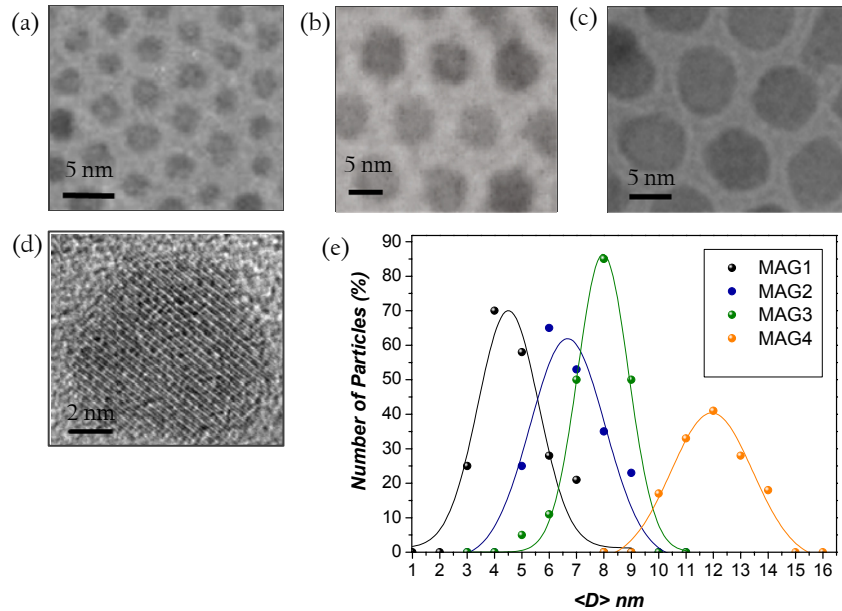 (a)
5 nm
(b)
5 nm
(c)
5 nm
(d)
2 nm
(e)
Number of Particles (%)
90
80
70
60
50
40
30
20
10
0
MAG1
MAG2
MAG3
MAG4
1 2 3 4 5 6 7 8 9 10 11 12 13 14 15 16
<D> nm